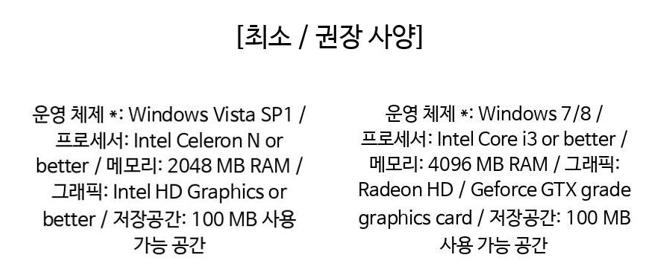 [최소 / 권장 사양]
운영 체제 *: Windows Vista SP1 /
프로세서: Intel Celeron N or
better / 메모리: 2048 MB RAM /
그래픽: Intel HD Graphics or
better / 저장공간: 100 MB 사용
가능 공간
운영 체제 *: Windows 7/8 /
프로세서: Intel Core i3 or better /
메모리: 4096 MB RAM / 그래픽:
Radeon HD / Geforce GTX grade
graphics card / 저장공간: 100 MB
사용 가능 공간